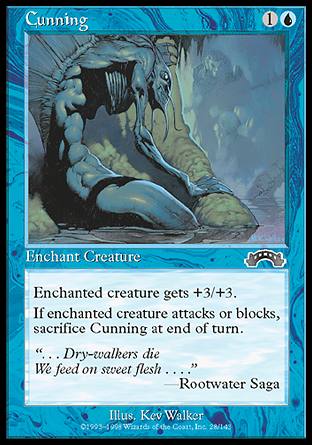 Cunning 1
Enchant Creature
Enchanted creature gets +3/+3.
If enchanted creature attacks or blocks,
sacrifice Cunning at end of turn.
“. . . Dry-walkers die
We feed on sweet flesh . . . .”
—Rootwater Saga
Illus. Kev Walker
©1993–1998 Wizards of the Coast, Inc. 28/143